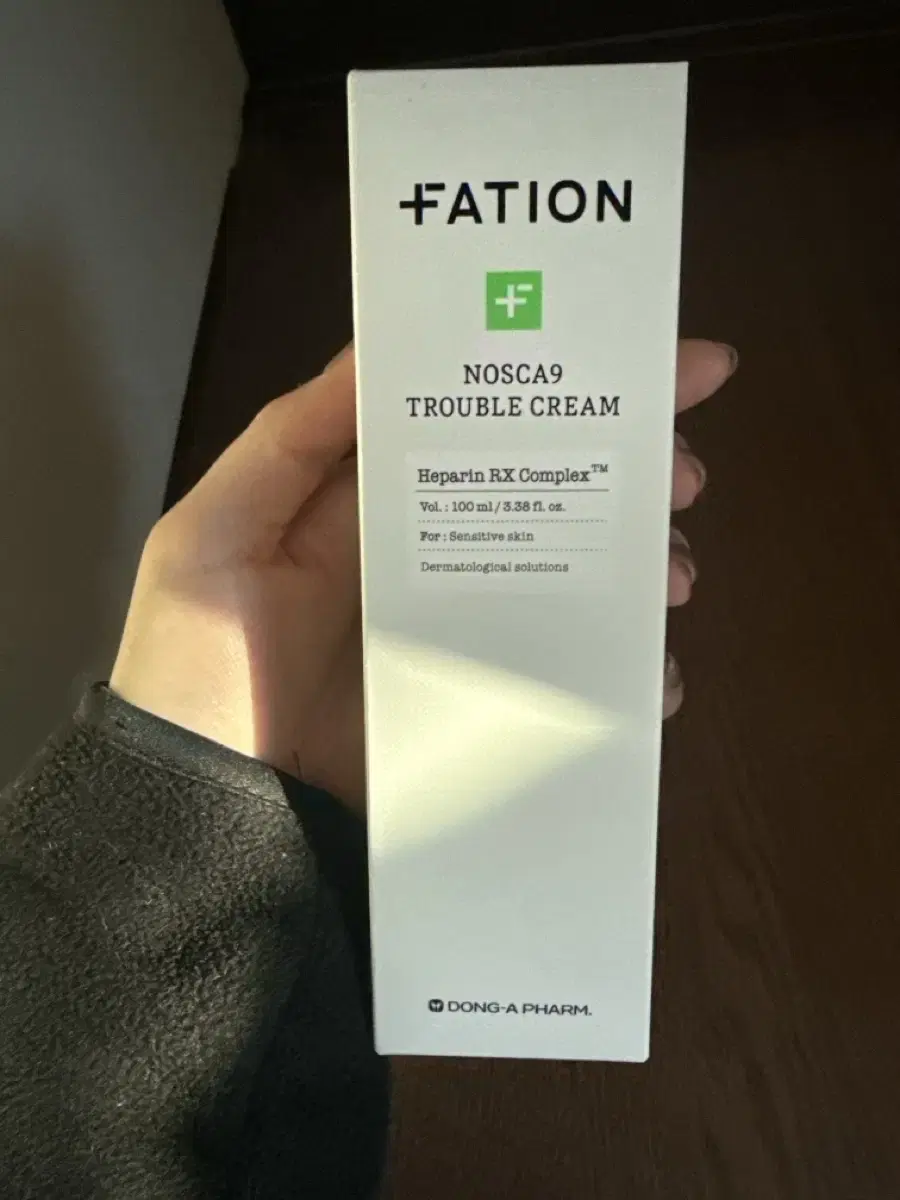 FATION
NOSCA9
TROUBLE CREAM
Heparin RX Complex™
Vol. : 100 ml / 3.38 fl. oz.
For : Sensitive skin
Dermatological solutions
DONG-A PHARM.